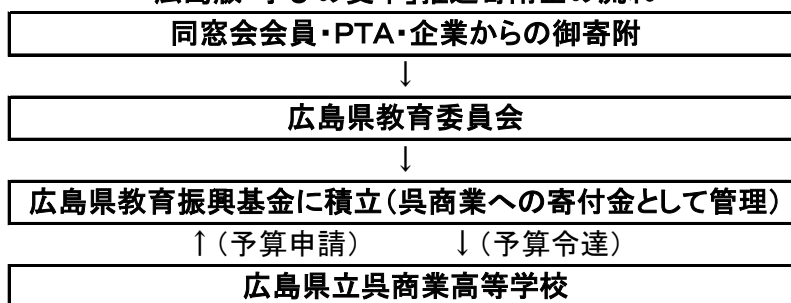 同窓会会員・PTA・企業からの御寄附
↓
広島県教育委員会
↓
広島県教育振興基金に積立(呉商業への寄付金として管理)
↑(予算申請) ↓(予算令達)
広島県立呉商業高等学校